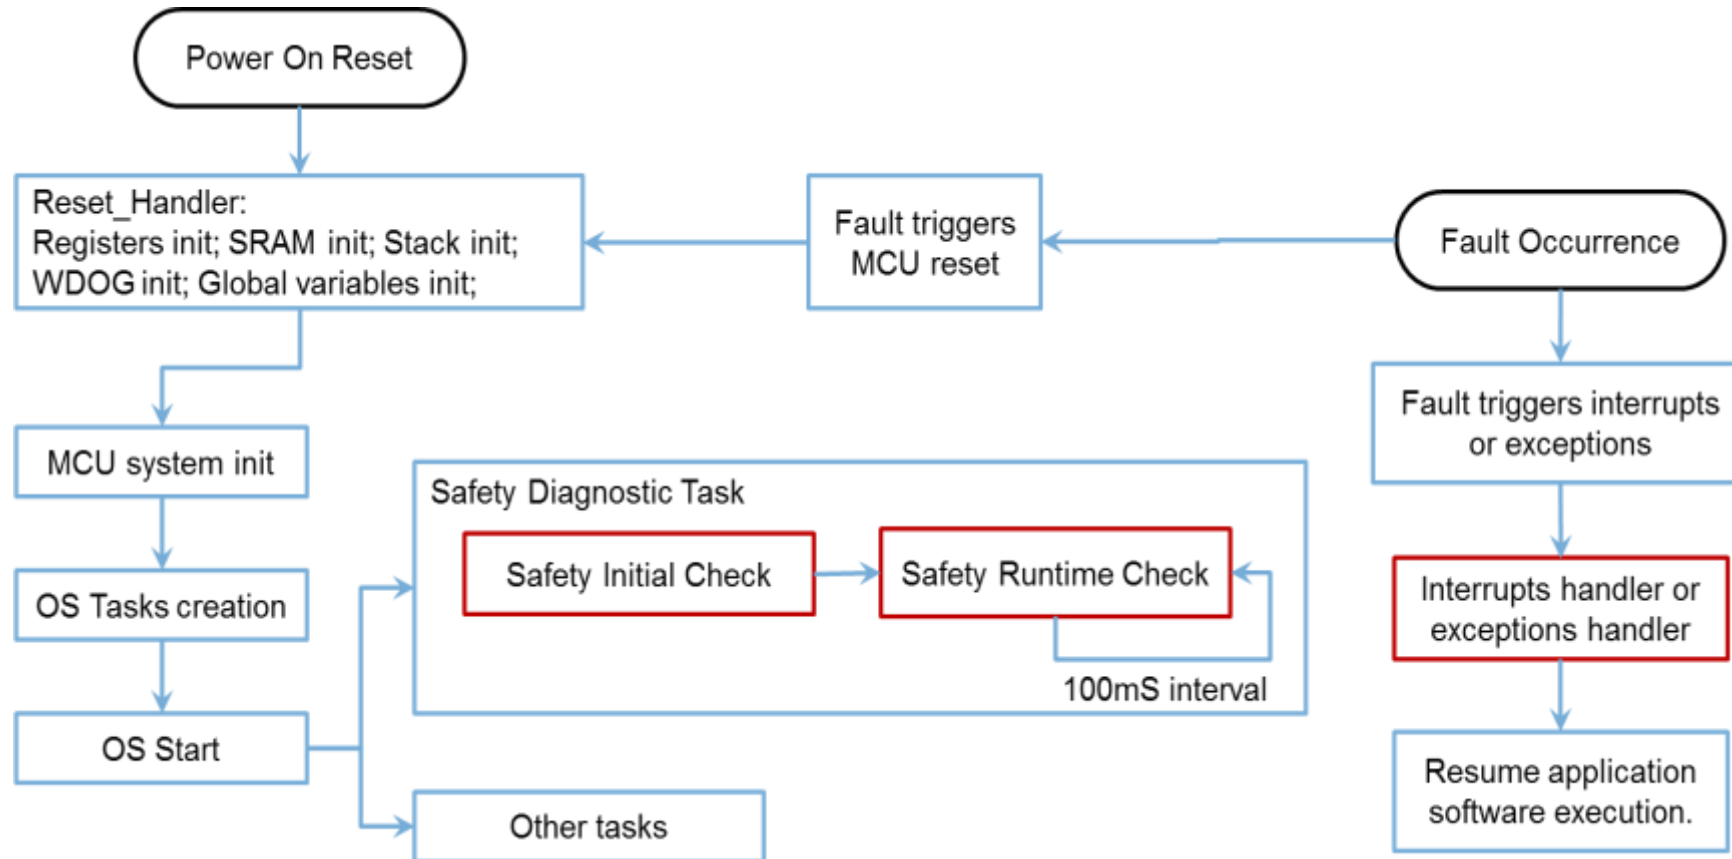 Power On Reset
Reset_Handler:
Registers init; SRAM init; Stack init;
WDOG init; Global variables init;
Fault triggers
MCU reset
Fault Occurrence
Fault triggers interrupts
or exceptions
MCU system init
Safety Diagnostic Task
Safety Initial Check
Safety Runtime Check
100mS interval
OS Tasks creation
Interrupts handler or
exceptions handler
OS Start
Other tasks
Resume application
software execution.